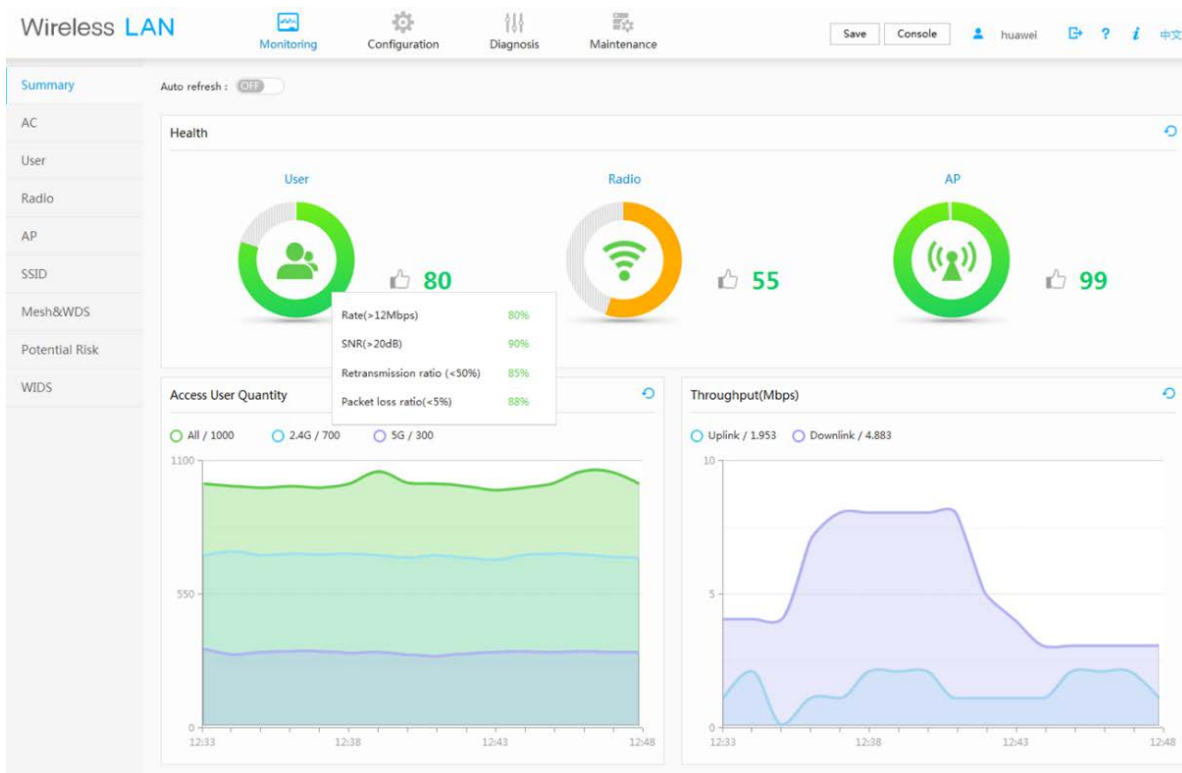 Wireless LAN
Monitoring
Configuration
Diagnosis
Maintenance
Save
Console
huawei
?
i
中文
Summary
AC
User
Radio
AP
SSID
Mesh&WDS
Potential Risk
WIDS
Auto refresh : OFF
Health
User
80
Radio
55
AP
99
Rate(>12Mbps) 80%
SNR(>20dB) 90%
Retransmission ratio (<50%) 85%
Packet loss ratio(<5%) 88%
Access User Quantity
All / 1000 2.4G / 700 5G / 300
1100
550
0
12:33 12:38 12:43 12:48
Throughput(Mbps)
Uplink / 1.953 Downlink / 4.883
10
5
0
12:33 12:38 12:43 12:48